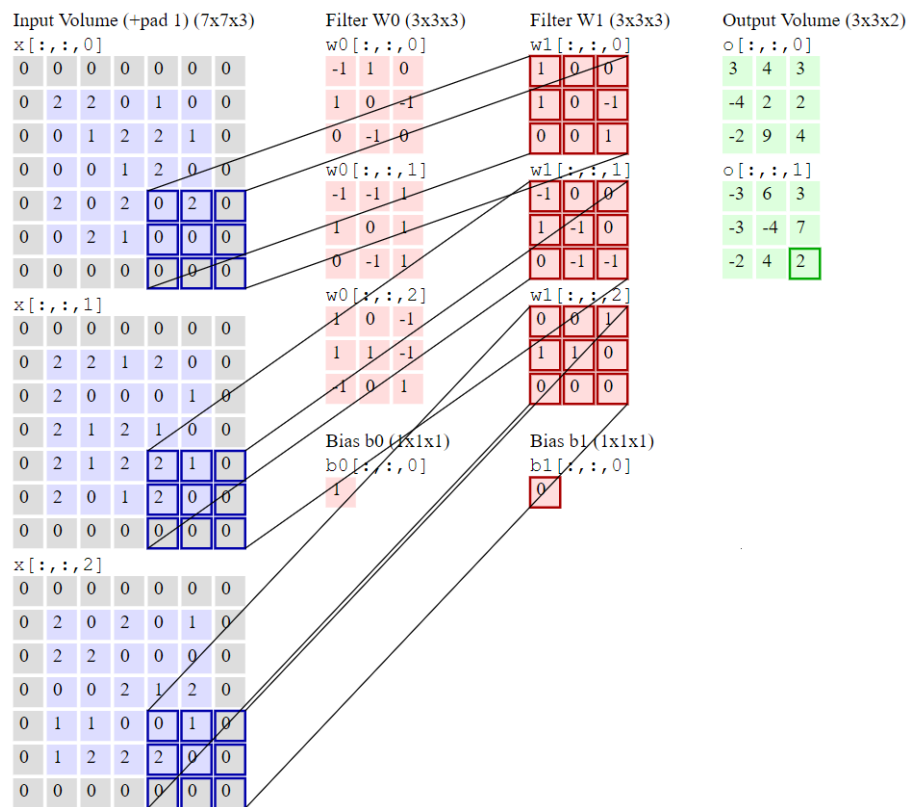 Input Volume (+pad 1) (7x7x3)
x[:,:,0]
0 0 0 0 0 0 0
0 2 2 0 1 0 0
0 0 1 2 2 1 0
0 0 0 1 2 0 0
0 2 0 2 0 2 0
0 0 2 1 0 0 0
0 0 0 0 0 0 0
x[:,:,1]
0 0 0 0 0 0 0
0 2 2 1 2 0 0
0 2 0 0 0 1 0
0 2 1 2 1 0 0
0 2 1 2 2 1 0
0 2 0 1 2 0 0
0 0 0 0 0 0 0
x[:,:,2]
0 0 0 0 0 0 0
0 2 0 2 0 1 0
0 2 2 0 0 0 0
0 0 0 2 1 2 0
0 1 1 0 0 1 0
0 1 2 2 2 0 0
0 0 0 0 0 0 0
Filter W0 (3x3x3)
w0[:,:,0]
-1 1 0
1 0 -1
0 -1 0
w0[:,:,1]
-1 -1 1
1 0 1
0 -1 1
w0[:,:,2]
1 0 -1
1 1 -1
-1 0 1
Bias b0 (1x1x1)
b0[:,:,0]
1
Filter W1 (3x3x3)
w1[:,:,0]
1 0 0
1 0 -1
0 0 1
w1[:,:,1]
-1 0 0
1 -1 0
0 -1 -1
w1[:,:,2]
0 0 1
1 1 0
0 0 0
Bias b1 (1x1x1)
b1[:,:,0]
0
Output Volume (3x3x2)
o[:,:,0]
3 4 3
-4 2 2
-2 9 4
o[:,:,1]
-3 6 3
-3 -4 7
-2 4 2